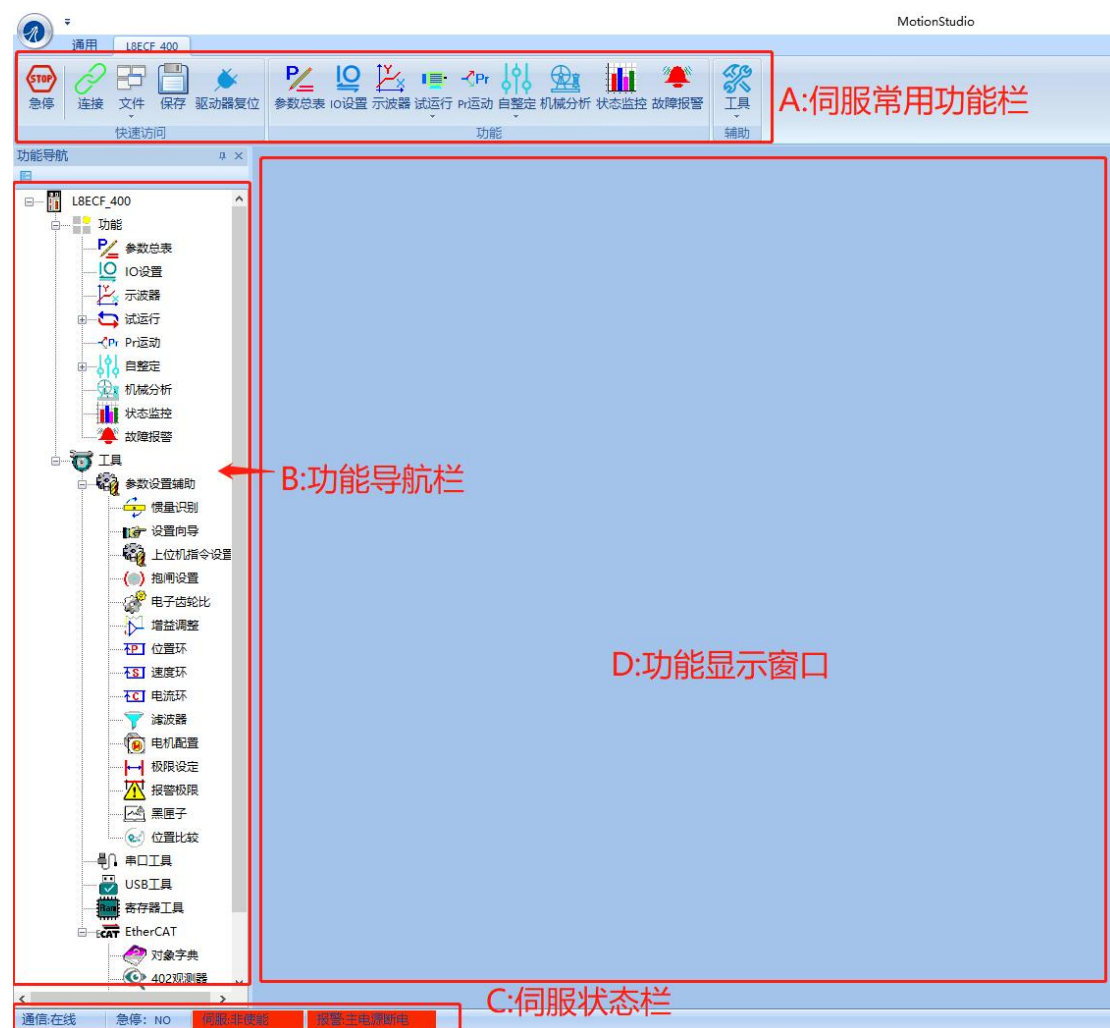 MotionStudio
通用 L8ECF_400
STOP P IO Y X Pr
急停 连接 文件 保存 驱动器复位 参数总表 IO设置 示波器 试运行 Pr运动 自整定 机械分析 状态监控 故障报警 工具
A:伺服常用功能栏
快速访问 功能 辅助
功能导航
L8ECF_400
功能
参数总表
IO设置
示波器
试运行
Pr运动
自整定
机械分析
状态监控
故障报警
工具
B:功能导航栏
参数设置辅助
惯量识别
设置向导
上位机指令设置
抱闸设置
电子齿轮比
增益调整
位置环
D:功能显示窗口
速度环
电流环
滤波器
电机配置
极限设定
报警极限
黑匣子
位置比较
串口工具
USB工具
寄存器工具
EtherCAT
对象字典
402观测器
C:伺服状态栏
通信:在线 急停: NO 伺服:非使能 报警:主电源断电